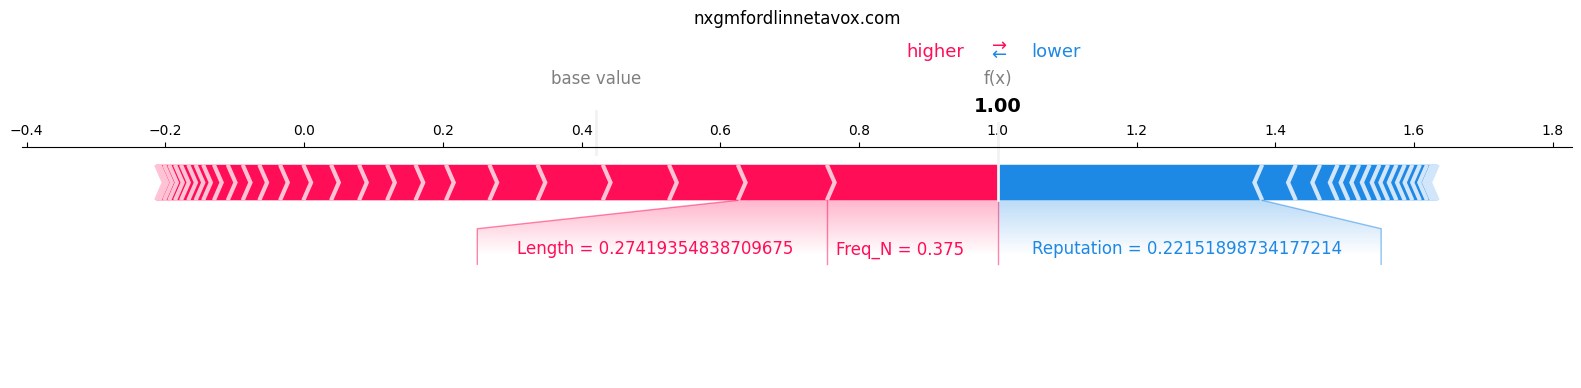 nxgmfordlinnetavox.com
higher ⇄ lower
base value f(x)
1.00
−0.4 −0.2 0.0 0.2 0.4 0.6 0.8 1.0 1.2 1.4 1.6 1.8
Length = 0.27419354838709675 Freq_N = 0.375 Reputation = 0.22151898734177214